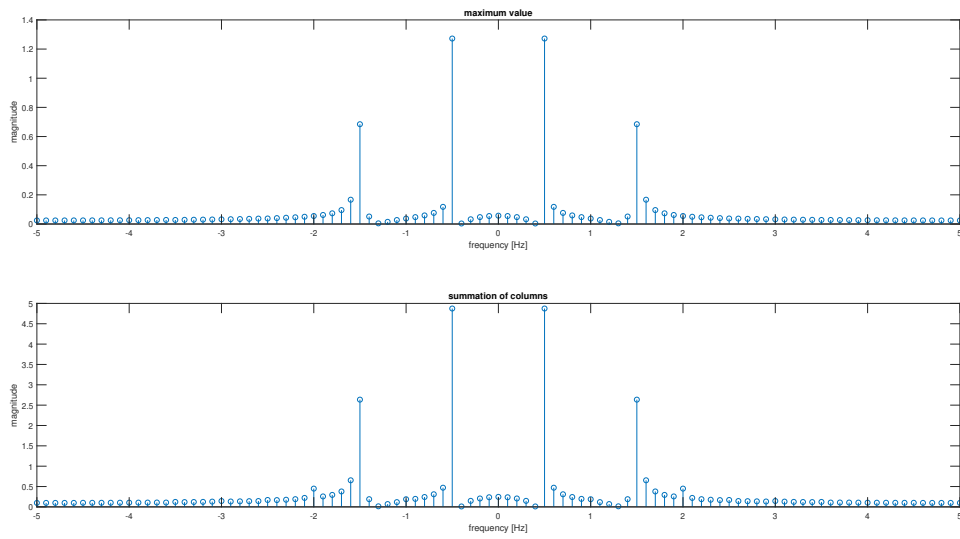 maximum value
1.4
1.2
1
0.8
0.6
0.4
0.2
0
magnitude
-5 -4 -3 -2 -1 0 1 2 3 4 5
frequency [Hz]
summation of columns
5
4.5
4
3.5
3
2.5
2
1.5
1
0.5
0
magnitude
-5 -4 -3 -2 -1 0 1 2 3 4 5
frequency [Hz]